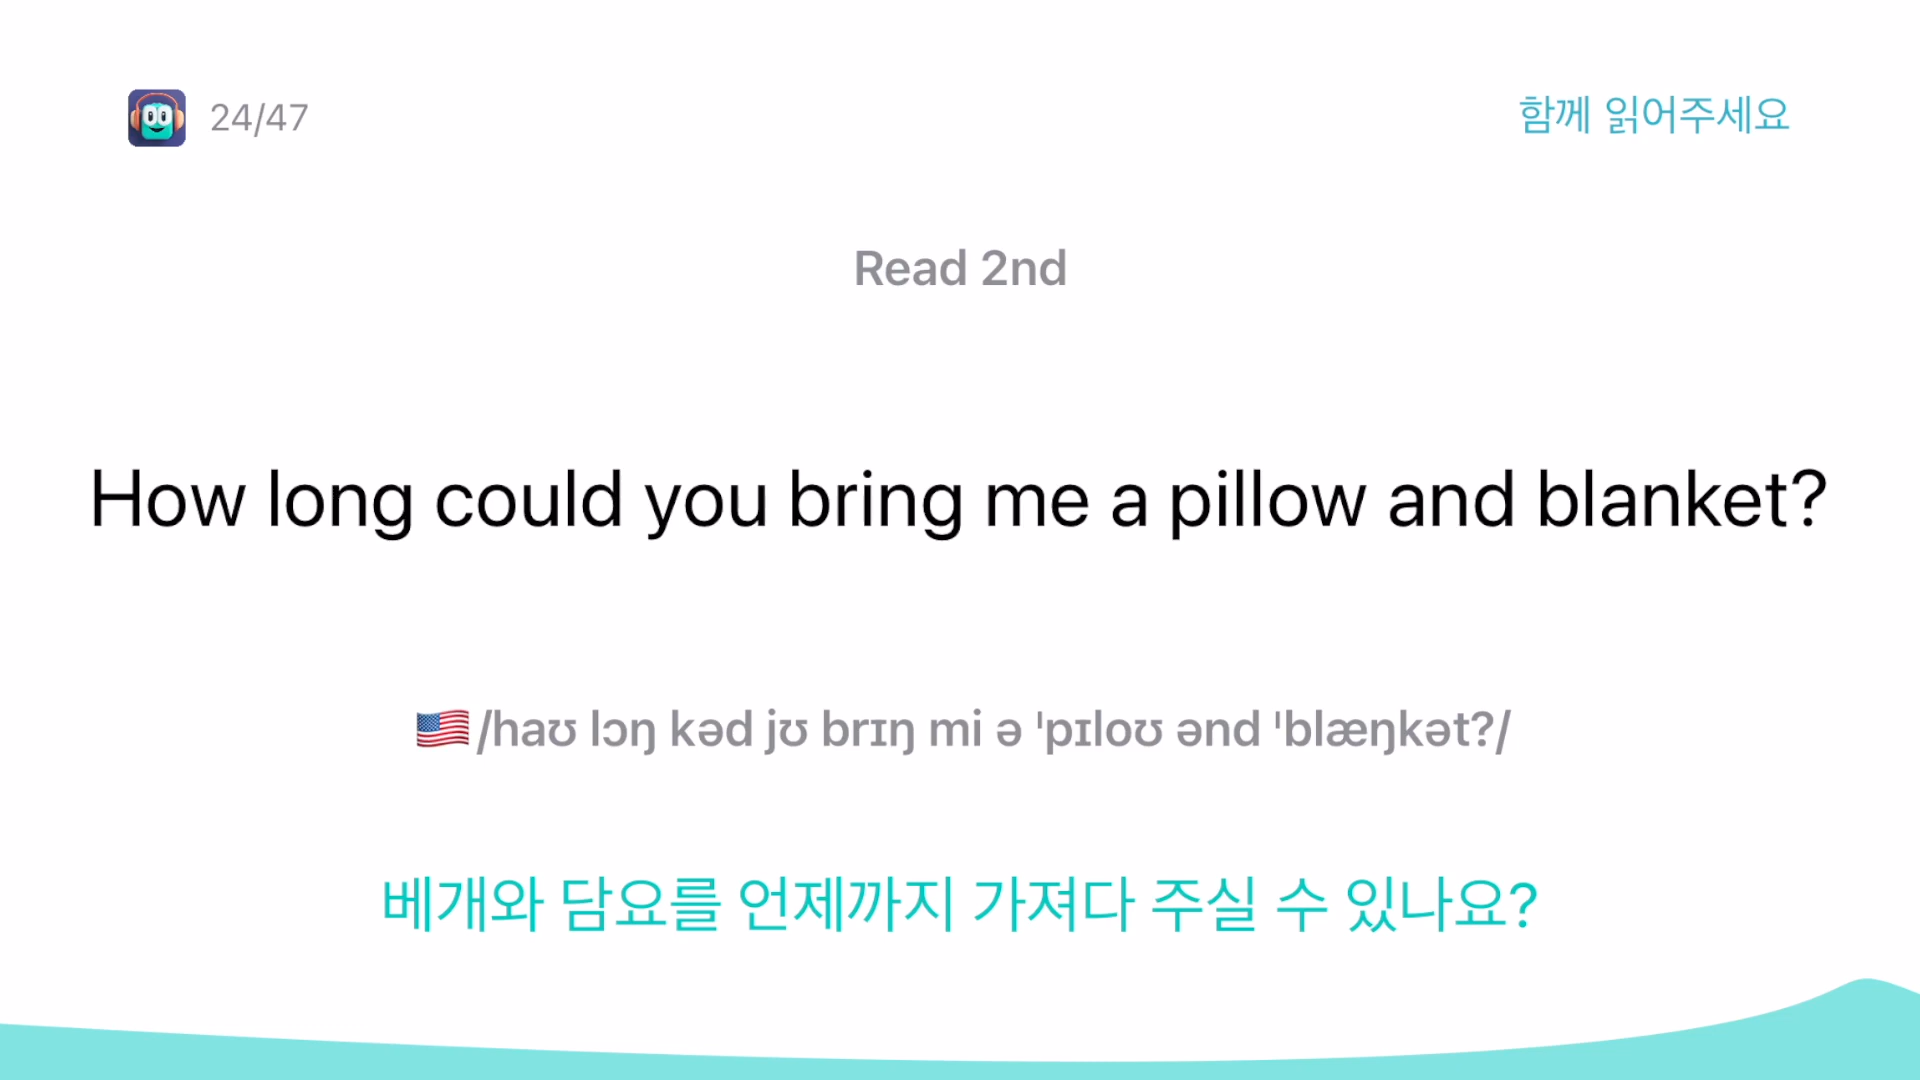 24/47
함께 읽어주세요
Read 2nd
How long could you bring me a pillow and blanket?
/haʊ lɔŋ kəd jʊ brɪŋ mi ə ˈpɪloʊ ənd ˈblæŋkət?/
베개와 담요를 언제까지 가져다 주실 수 있나요?